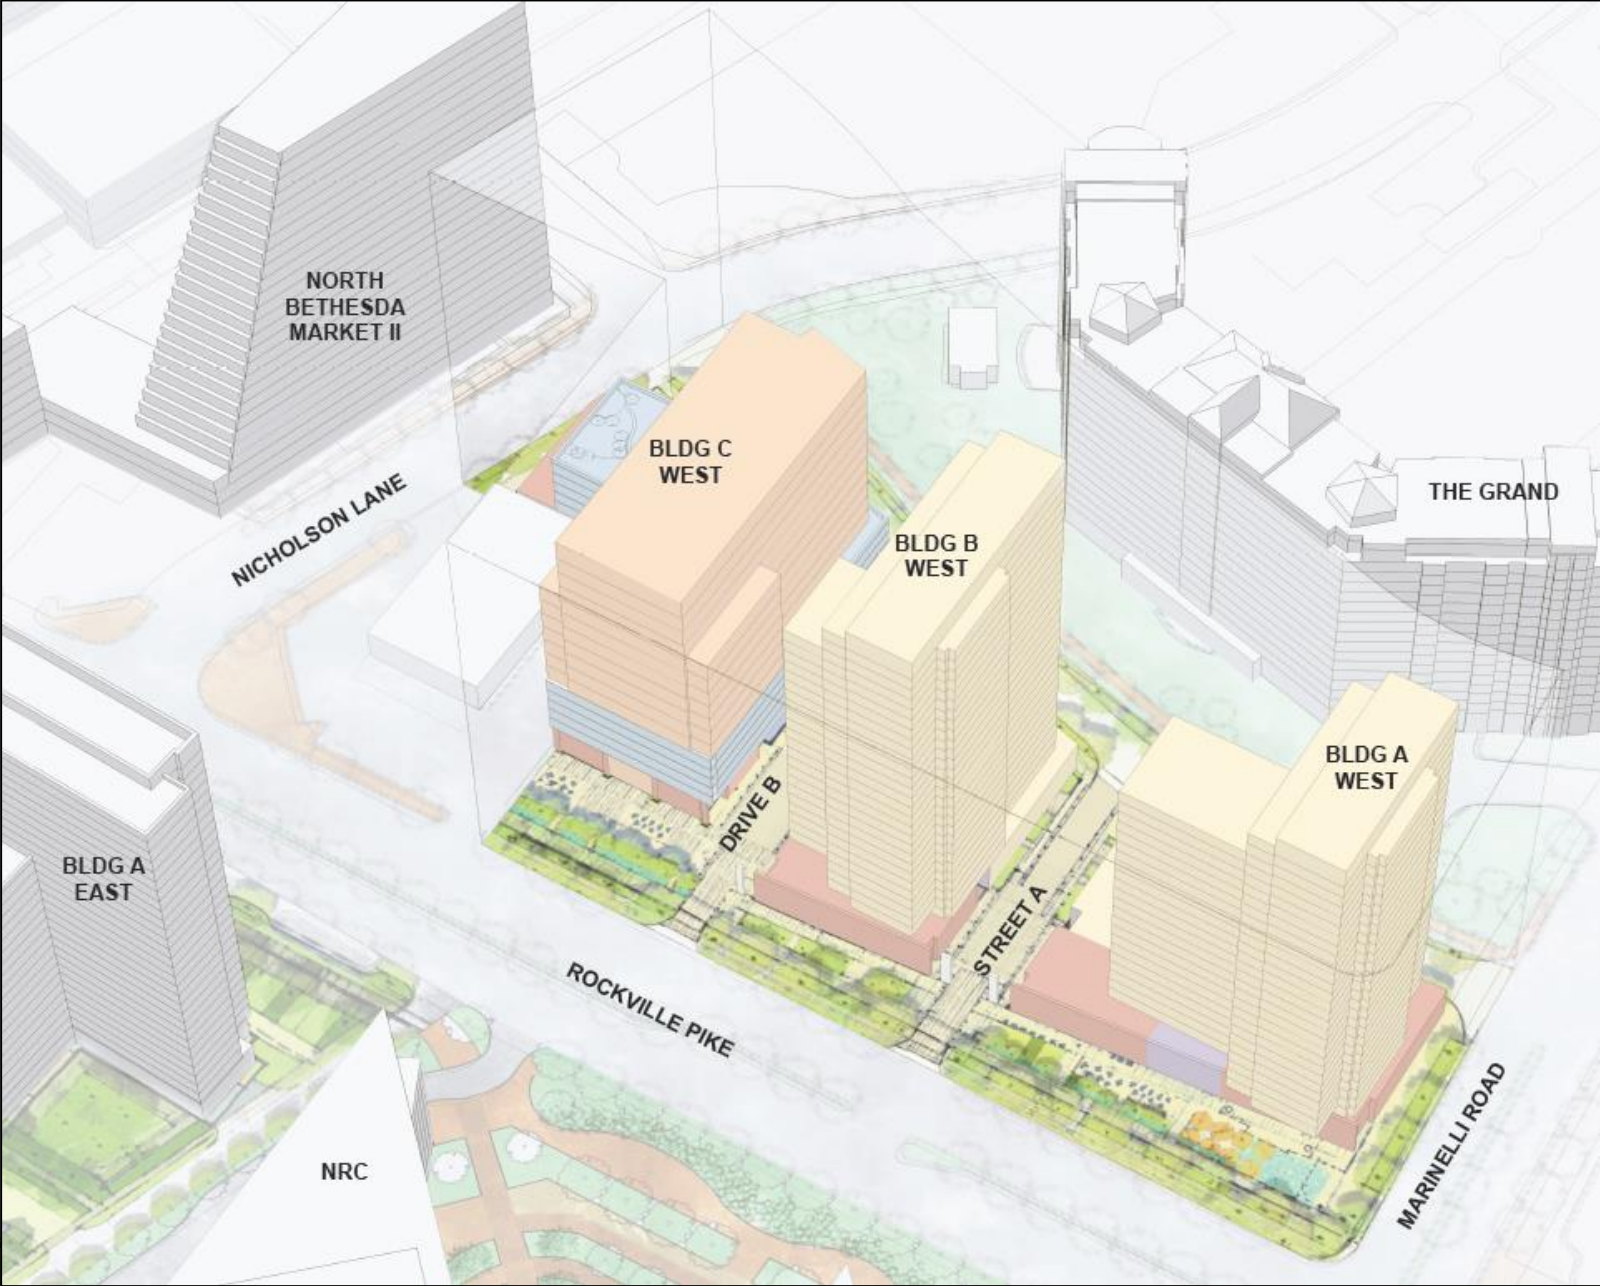 NORTH
BETHESDA
MARKET II
BLDG C
WEST
THE GRAND
NICHOLSON LANE
BLDG B
WEST
BLDG A
WEST
DRIVE B
BLDG A
EAST
STREET A
ROCKVILLE PIKE
NRC
MARINELLI ROAD